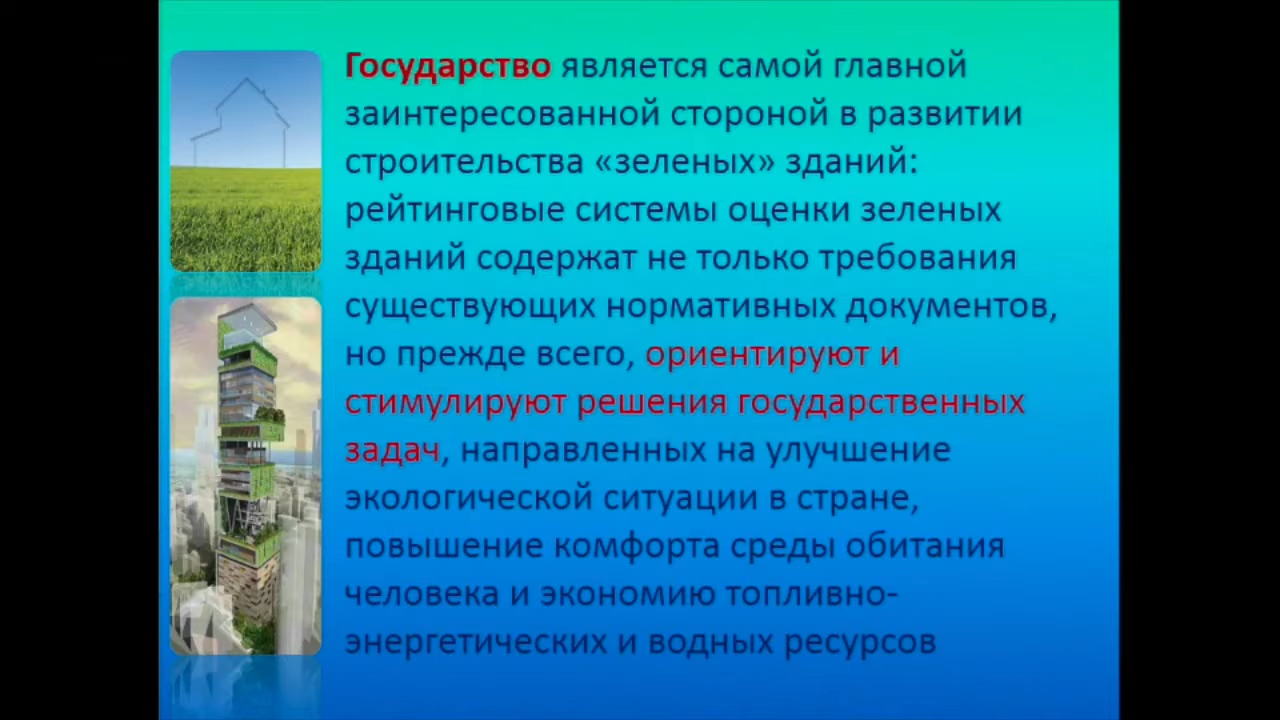 Государство является самой главной
заинтересованной стороной в развитии
строительства «зеленых» зданий:
рейтинговые системы оценки зеленых
зданий содержат не только требования
существующих нормативных документов,
но прежде всего, ориентируют и
стимулируют решения государственных
задач, направленных на улучшение
экологической ситуации в стране,
повышение комфорта среды обитания
человека и экономию топливно-
энергетических и водных ресурсов